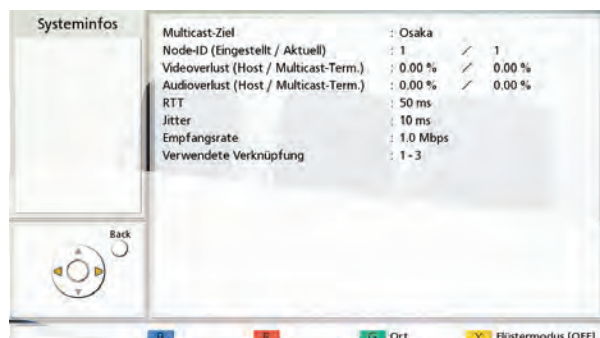 Systeminfos
Multicast-Ziel : Osaka
Node-ID (Eingestellt / Aktuell) : 1 / 1
Videoverlust (Host / Multicast-Term.) : 0.00 % / 0.00 %
Audioverlust (Host / Multicast-Term.) : 0.00 % / 0.00 %
RTT : 50 ms
Jitter : 10 ms
Empfangsrate : 1.0 Mbps
Verwendete Verknüpfung : 1-3
Back
B R G Ort Y Flüstermodus [OFF]